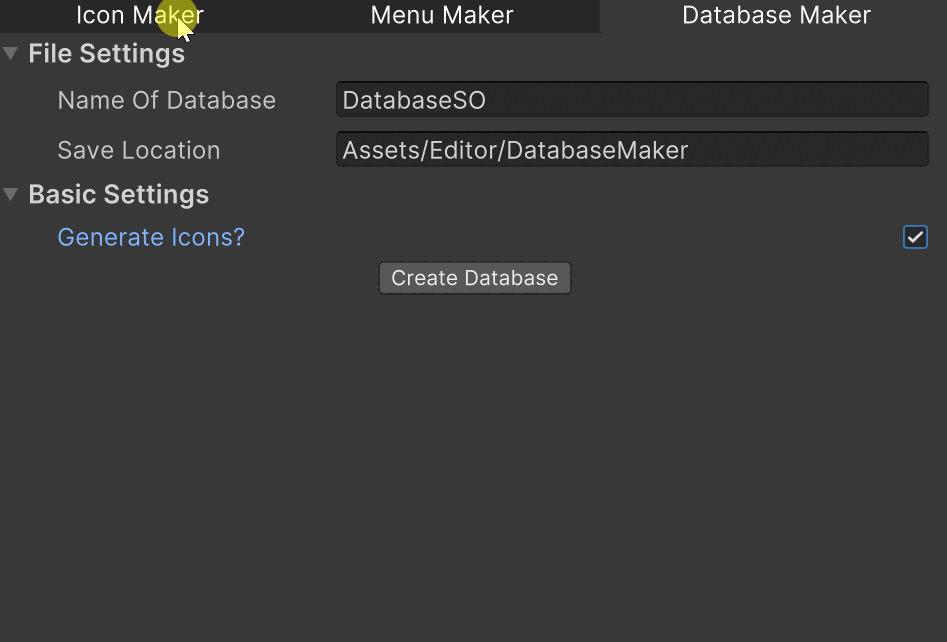 Icon Maker Menu Maker Database Maker
File Settings
Name Of Database DatabaseSO
Save Location Assets/Editor/DatabaseMaker
Basic Settings
Generate Icons?
Create Database